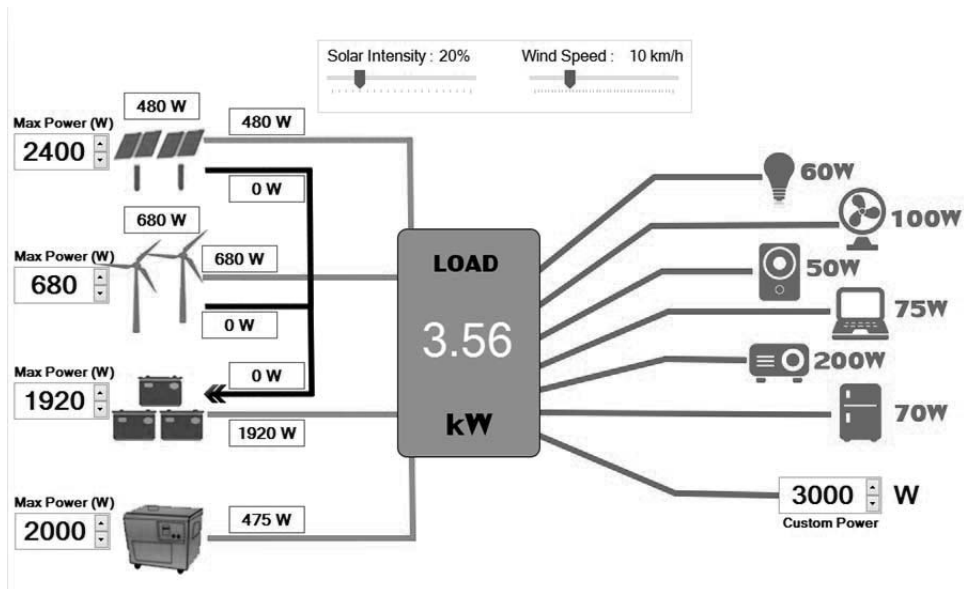 Solar Intensity : 20%
Wind Speed : 10 km/h
480 W
480 W
Max Power (W)
2400
0 W
60W
680 W
100W
Max Power (W)
680
680 W
LOAD
50W
0 W
75W
3.56
Max Power (W)
1920
0 W
200W
kW
70W
1920 W
Max Power (W)
2000
475 W
3000 W
Custom Power